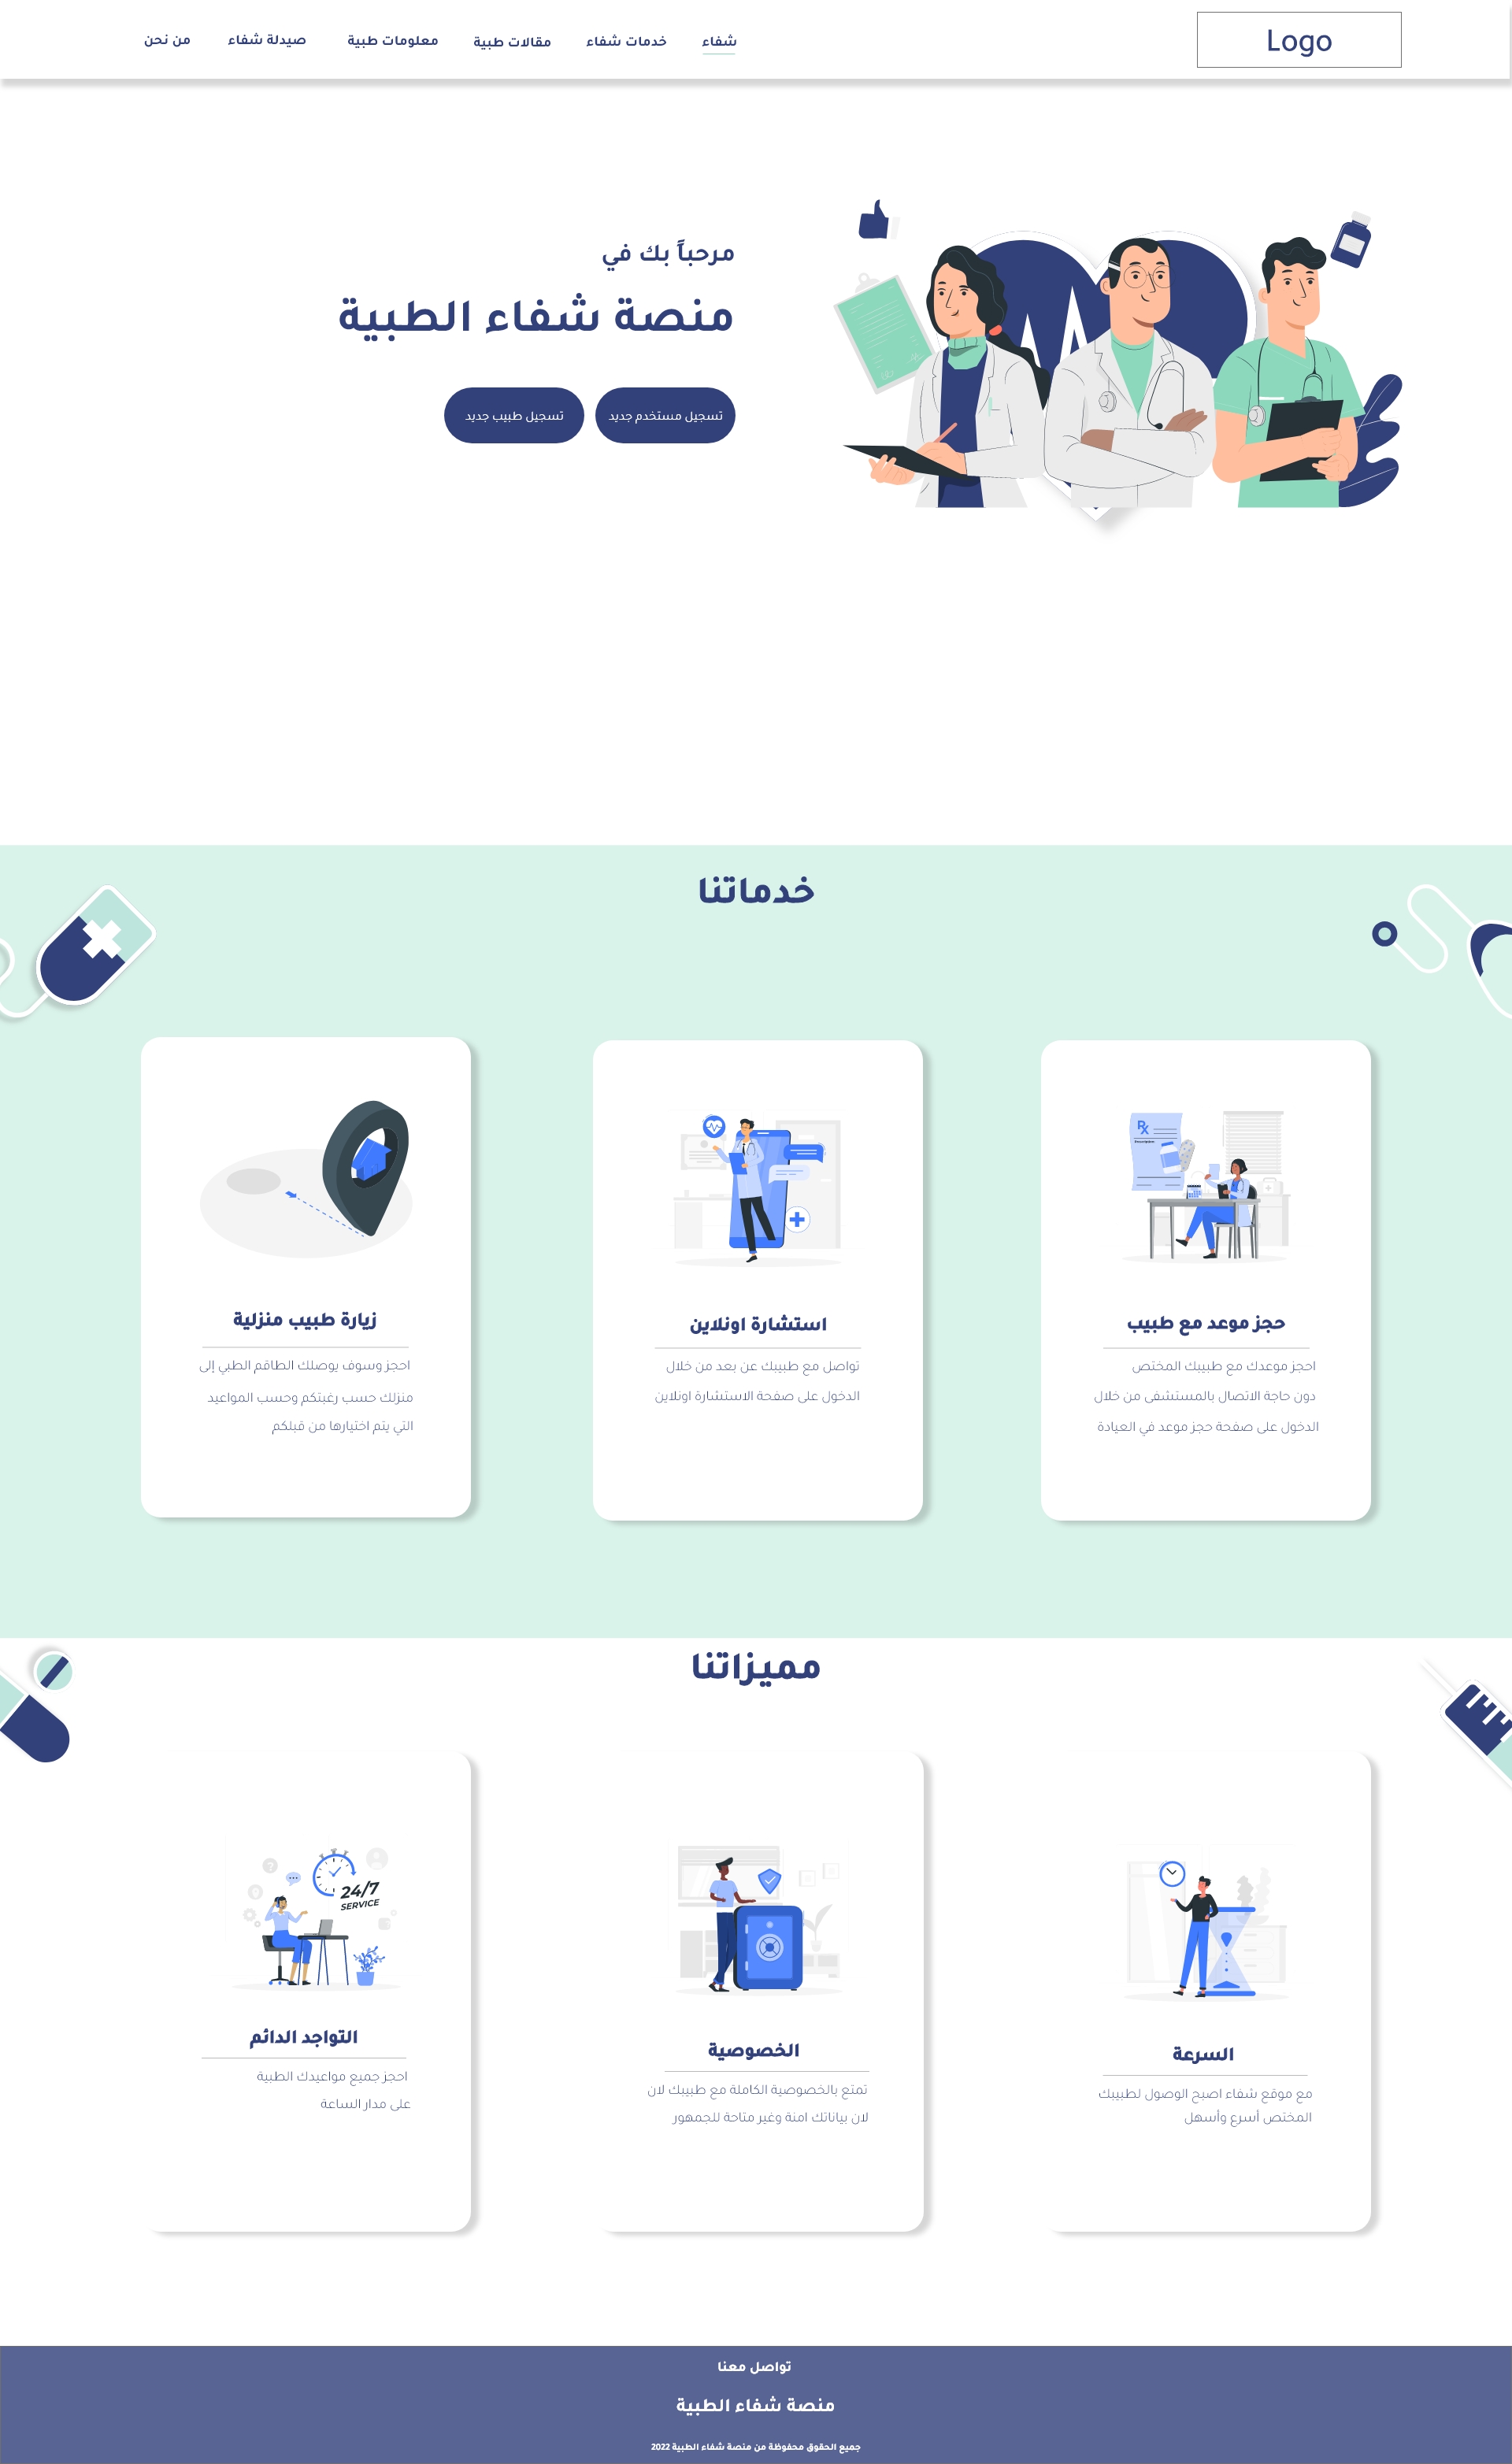 Logo
شفاء
خدمات شفاء
مقالات طبية
معلومات طبية
صيدلة شفاء
من نحن
مرحباً بك في
منصة شفاء الطبية
تسجيل مستخدم جديد
تسجيل طبيب جديد
خدماتنا
حجز موعد مع طبيب
احجز موعدك مع طبيبك المختص
دون حاجة الاتصال بالمستشفى من خلال
الدخول على صفحة حجز موعد في العيادة
استشارة اونلاين
تواصل مع طبيبك عن بعد من خلال
الدخول على صفحة الاستشارة اونلاين
زيارة طبيب منزلية
احجز وسوف يوصلك الطاقم الطبي إلى
منزلك حسب رغبتكم وحسب المواعيد
التي يتم اختيارها من قبلكم
مميزاتنا
السرعة
مع موقع شفاء اصبح الوصول لطبيبك
المختص أسرع وأسهل
الخصوصية
تمتع بالخصوصية الكاملة مع طبيبك لان
لان بياناتك امنة وغير متاحة للجمهور
24/7
SERVICE
التواجد الدائم
احجز جميع مواعيدك الطبية
على مدار الساعة
تواصل معنا
منصة شفاء الطبية
جميع الحقوق محفوظة من منصة شفاء الطبية 2022